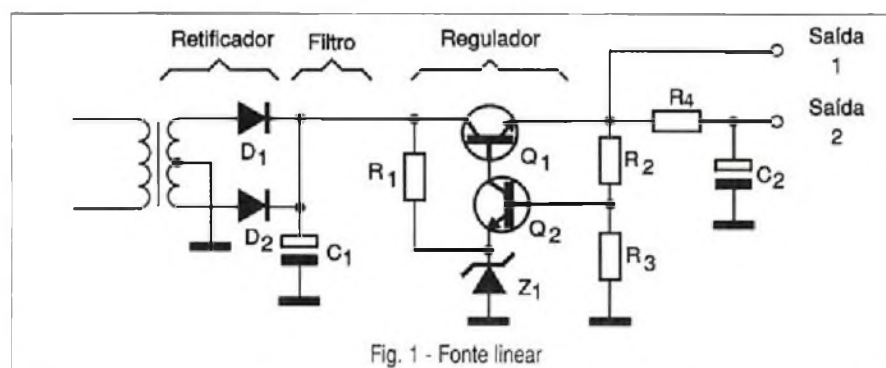 Retificador Filtro Regulador Saída
1
D1 R1 Q1 R4 Saída
2
R2 C2
D2 C1 Q2 R3
Z1
Fig. 1 - Fonte linear